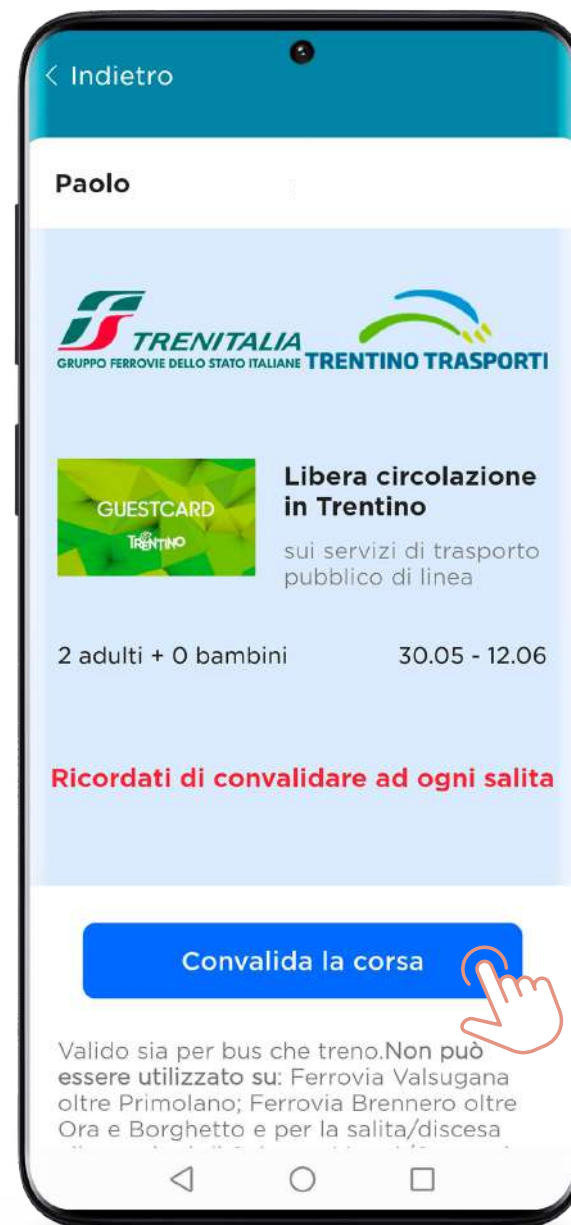 < Indietro
Paolo
TRENITALIA
GRUPPO FERROVIE DELLO STATO ITALIANE
TRENTINO TRASPORTI
GUESTCARD
TRENTINO
Libera circolazione
in Trentino
sui servizi di trasporto
pubblico di linea
2 adulti + 0 bambini 30.05 - 12.06
Ricordati di convalidare ad ogni salita
Convalida la corsa
Valido sia per bus che treno.Non può
essere utilizzato su: Ferrovia Valsugana
oltre Primolano; Ferrovia Brennero oltre
Ora e Borghetto e per la salita/discesa